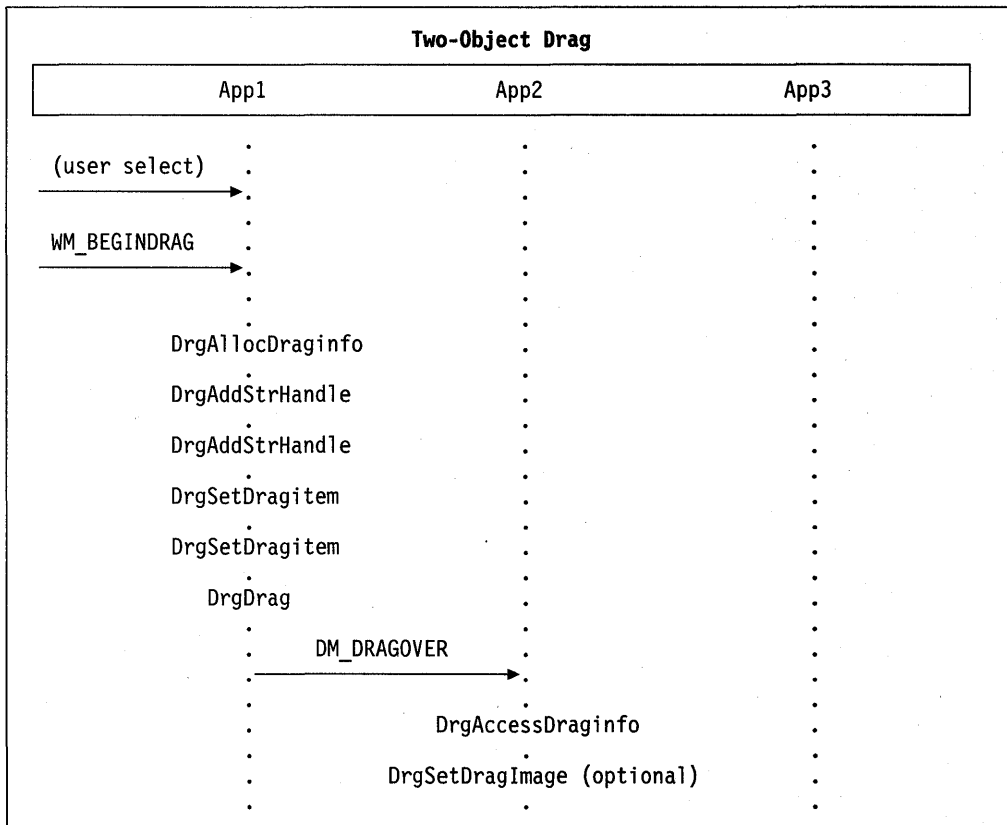 Two-Object Drag
App1 App2 App3
(user select)
WM_BEGINDRAG
DrgAllocDraginfo
DrgAddStrHandle
DrgAddStrHandle
DrgSetDragitem
DrgSetDragitem
DrgDrag
DM_DRAGOVER
DrgAccessDraginfo
DrgSetDragImage (optional)